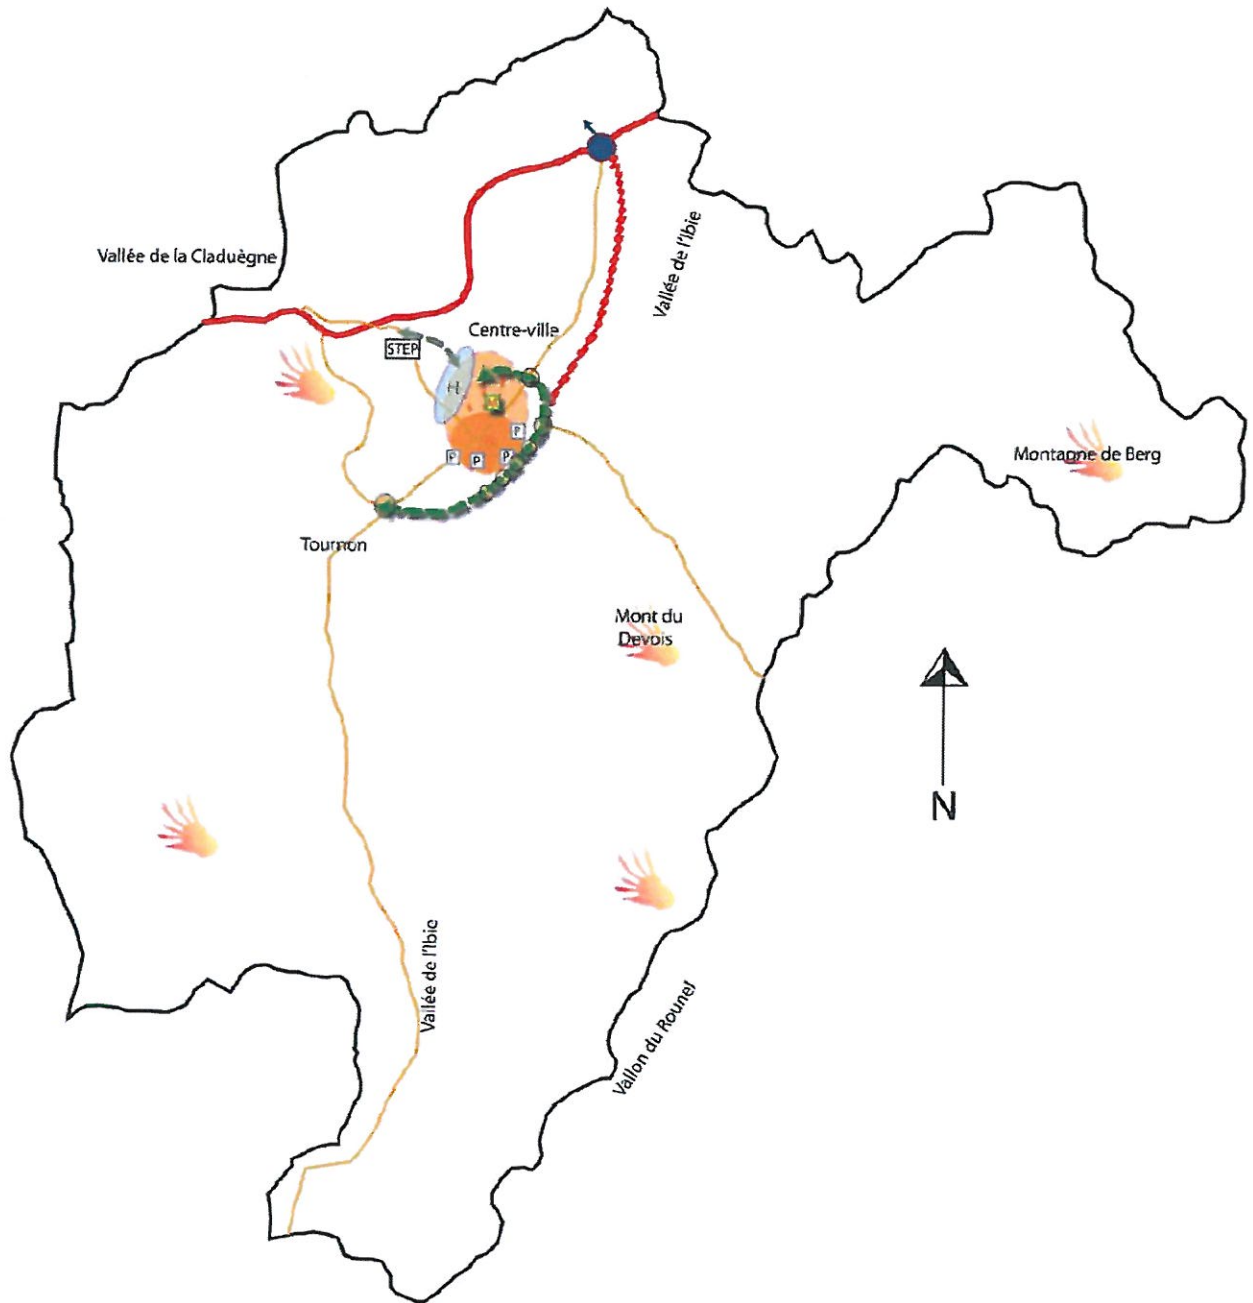 Vallée de la Claduègne
Vallée de l'Ibie
Centre-ville
STEP
H
P
P
P
P
Montagne de Berg
Tournon
Mont du
Devois
N
Vallée de l'Ibie
Vallon du Rounel